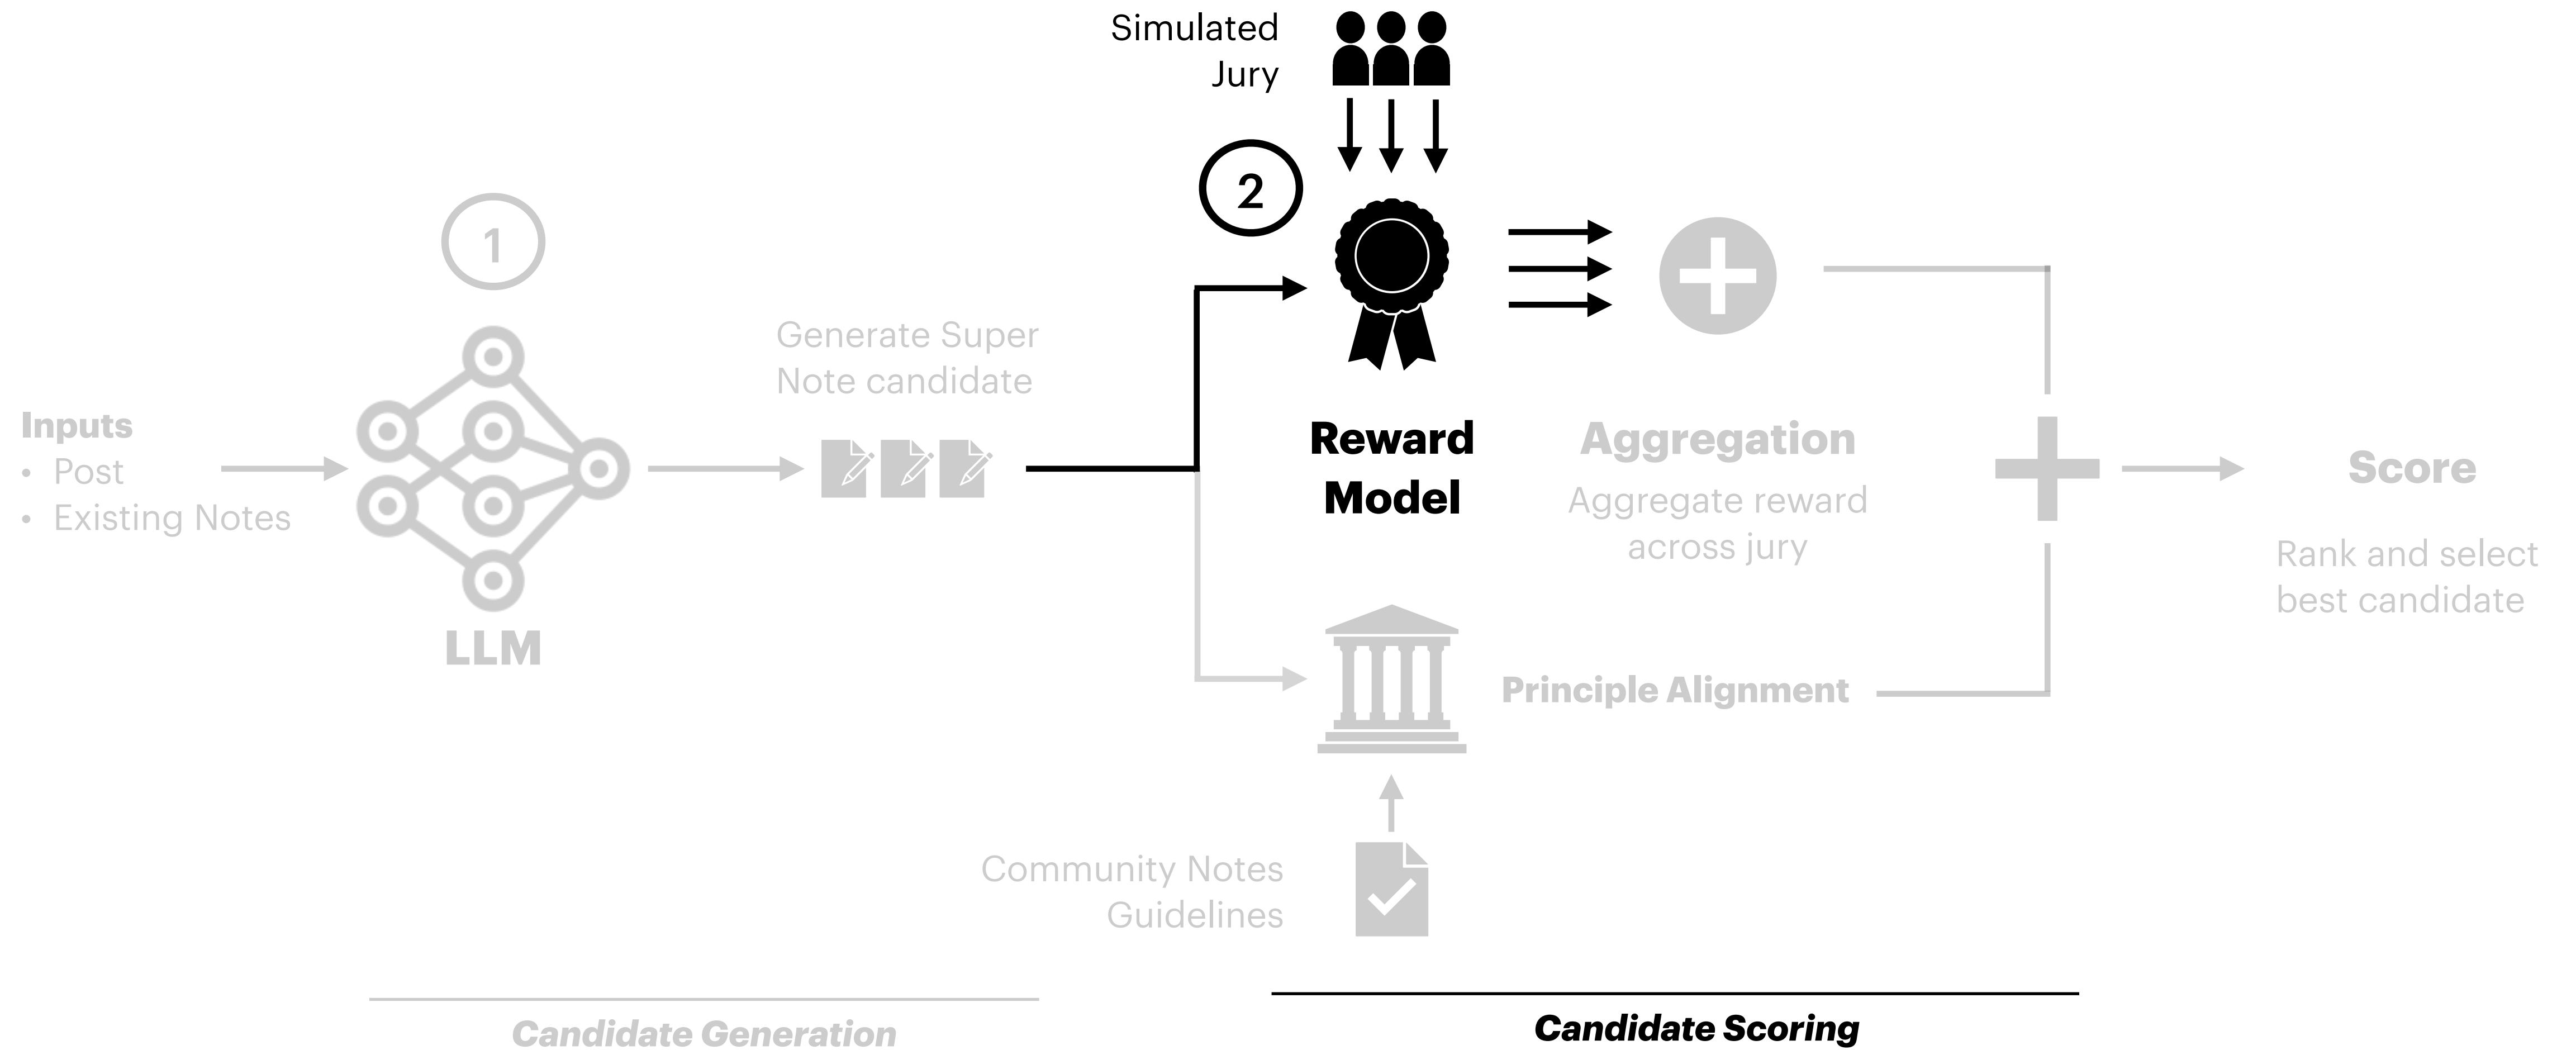 Simulated
Jury
2
1
Generate Super
Note candidate
Inputs
• Post
• Existing Notes
LLM
Reward
Model
Aggregation
Aggregate reward
across jury
Score
Rank and select
best candidate
Principle Alignment
Community Notes
Guidelines
Candidate Generation
Candidate Scoring